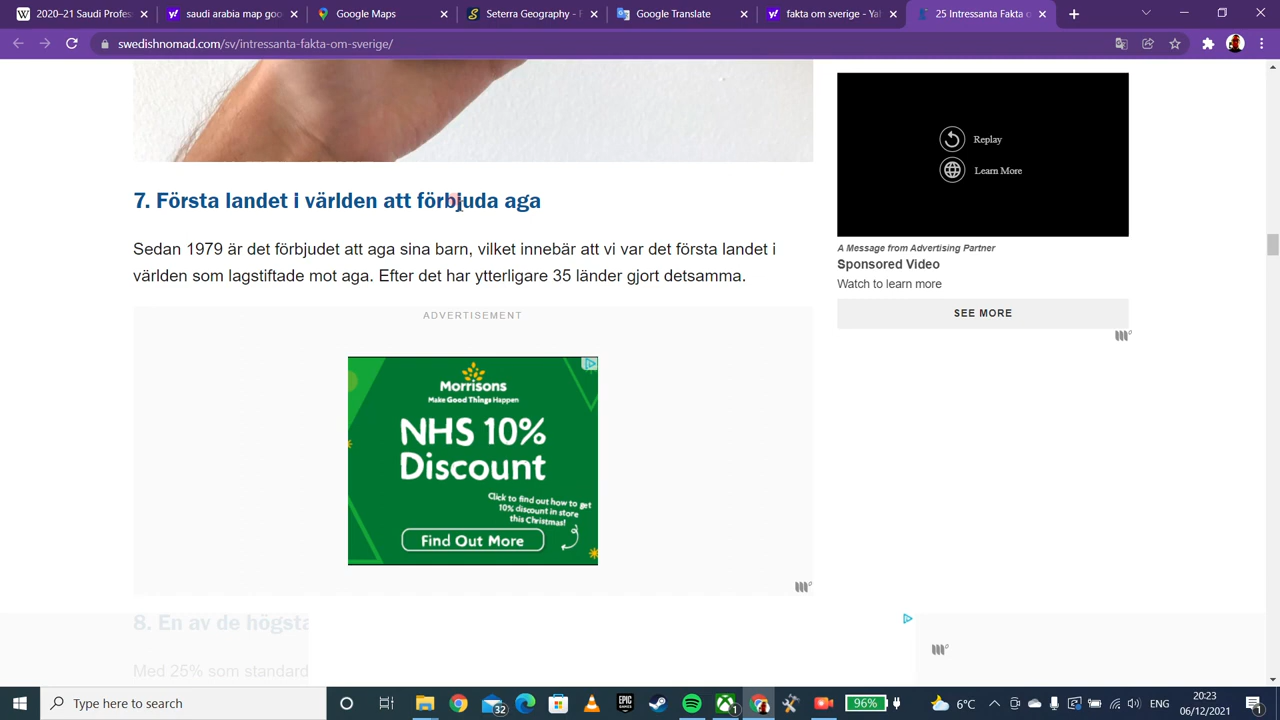 2020–21 Saudi Profes
saudi arabia map goo
Google Maps
Seterra Geography - F
Google Translate
fakta om sverige - Ya
25 Intressanta Fakta o
swedishnomad.com/sv/intressanta-fakta-om-sverige/
7. Första landet i världen att förbjuda aga
Sedan 1979 är det förbjudet att aga sina barn, vilket innebär att vi var det första landet i
världen som lagstiftade mot aga. Efter det har ytterligare 35 länder gjort detsamma.
ADVERTISEMENT
Morrisons
Make Good Things Happen
NHS 10%
Discount
Click to find out how to get
10% discount in store
this Christmas!
Find Out More
8. En av de högsta
Med 25% som standard
Replay
Learn More
A Message from Advertising Partner
Sponsored Video
Watch to learn more
SEE MORE
Type here to search
32
EPIC
GAMES
1
96%
6°C
ENG
20:23
06/12/2021
1